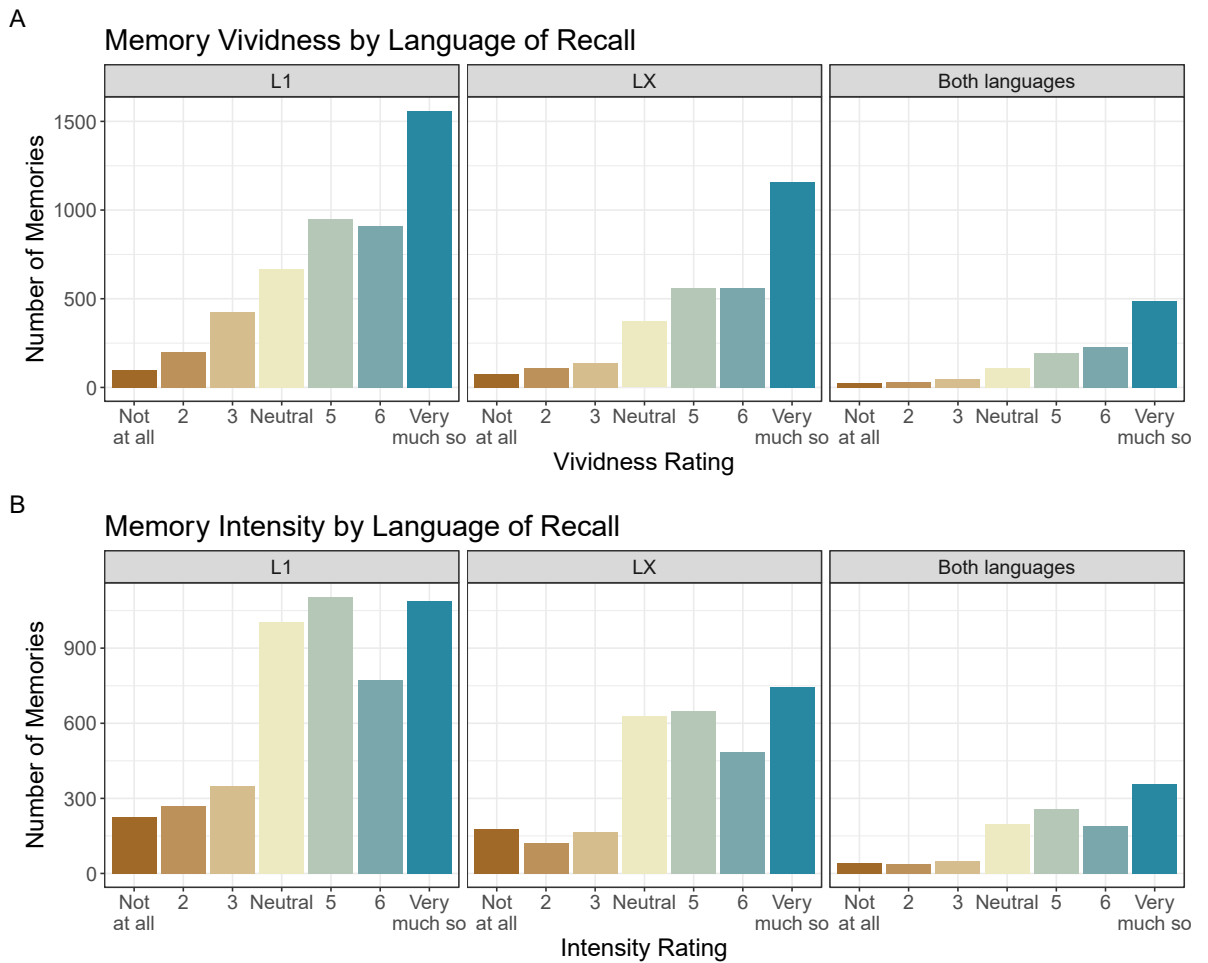 A
Memory Vividness by Language of Recall
L1 LX Both languages
Number of Memories
1500
1000
500
0
Not at all 2 3 Neutral 5 6 Very much so Not at all 2 3 Neutral 5 6 Very much so Not at all 2 3 Neutral 5 6 Very much so
Vividness Rating
B
Memory Intensity by Language of Recall
L1 LX Both languages
Number of Memories
900
600
300
0
Not at all 2 3 Neutral 5 6 Very much so Not at all 2 3 Neutral 5 6 Very much so Not at all 2 3 Neutral 5 6 Very much so
Intensity Rating